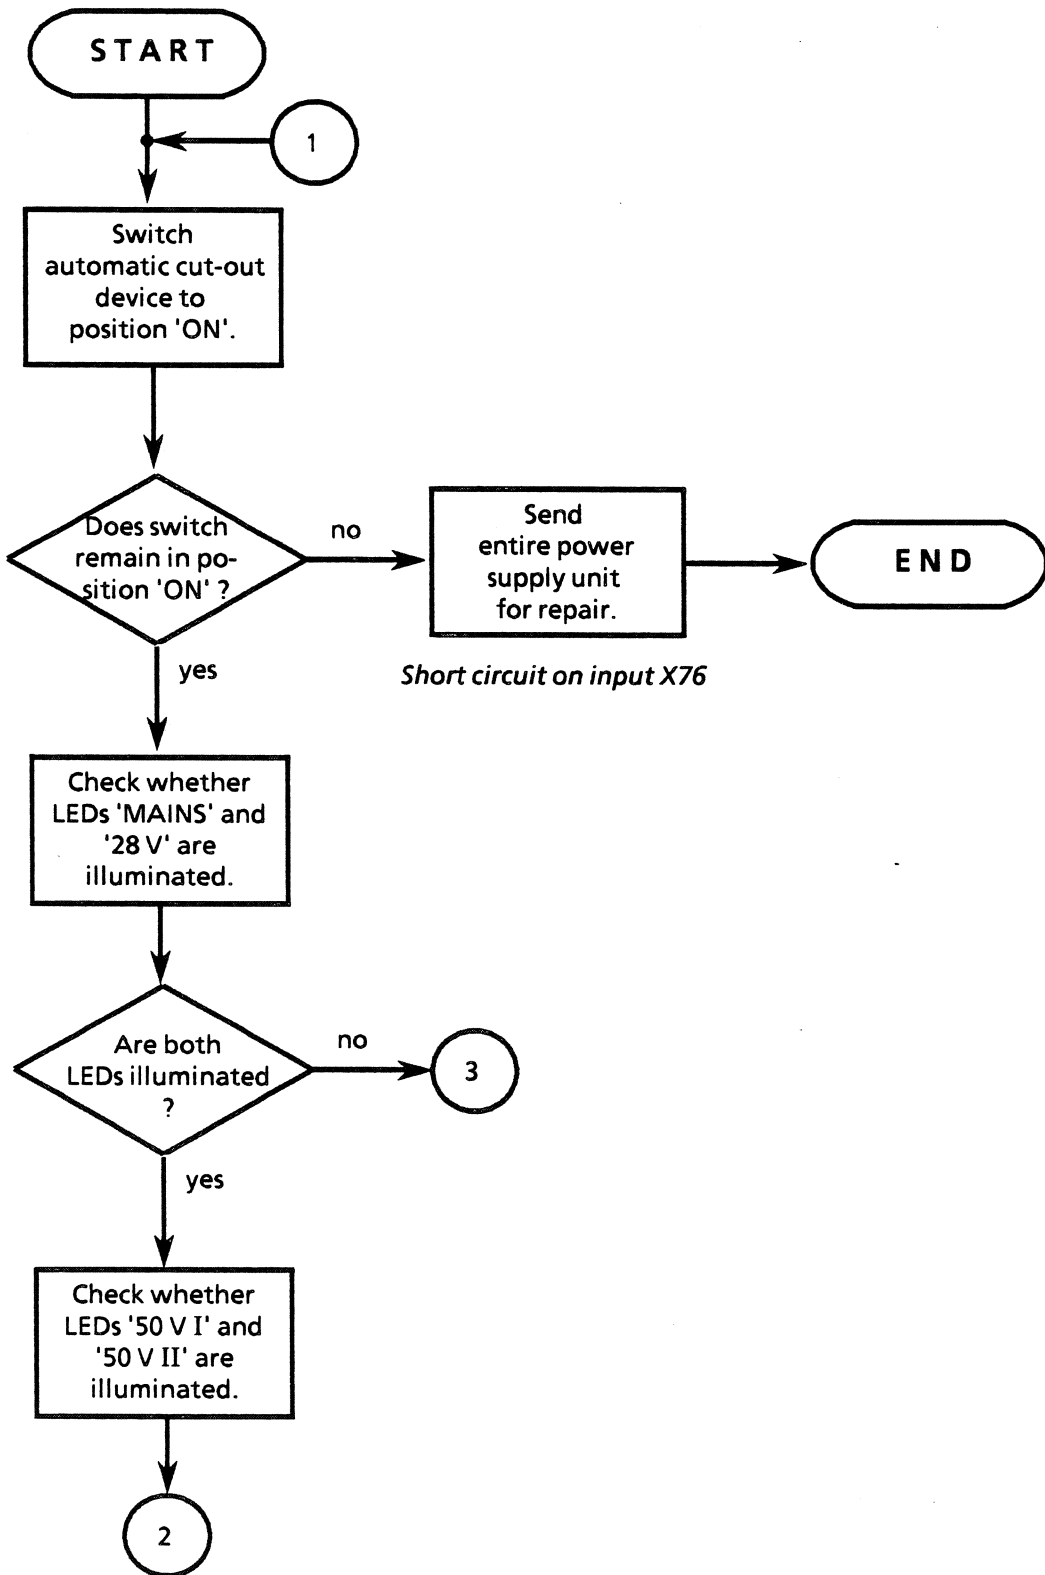 START
1
Switch
automatic cut-out
device to
position 'ON'.
Does switch
remain in po-
sition 'ON' ?
no
Send
entire power
supply unit
for repair.
END
yes
Short circuit on input X76
Check whether
LEDs 'MAINS' and
'28 V' are
illuminated.
Are both
LEDs illuminated
?
no
3
yes
Check whether
LEDs '50 V I' and
'50 V II' are
illuminated.
2